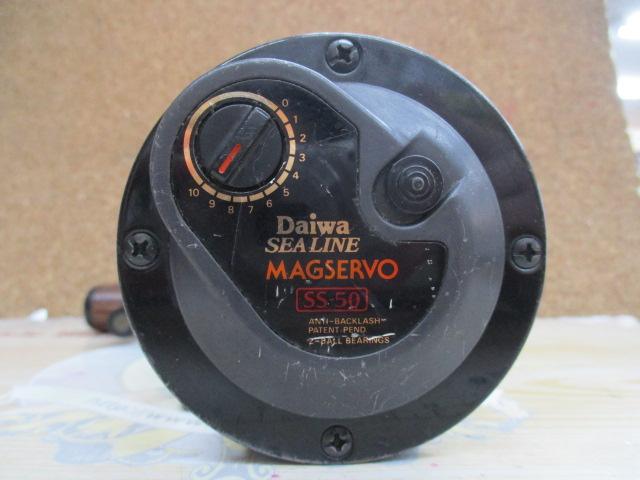 0
1
2
3
4
5
6
7
8
9
10
Daiwa
SEALINE
MAGSERVO
SS-50
ANTI-BACKLASH
PATENT PEND.
2-BALL BEARINGS